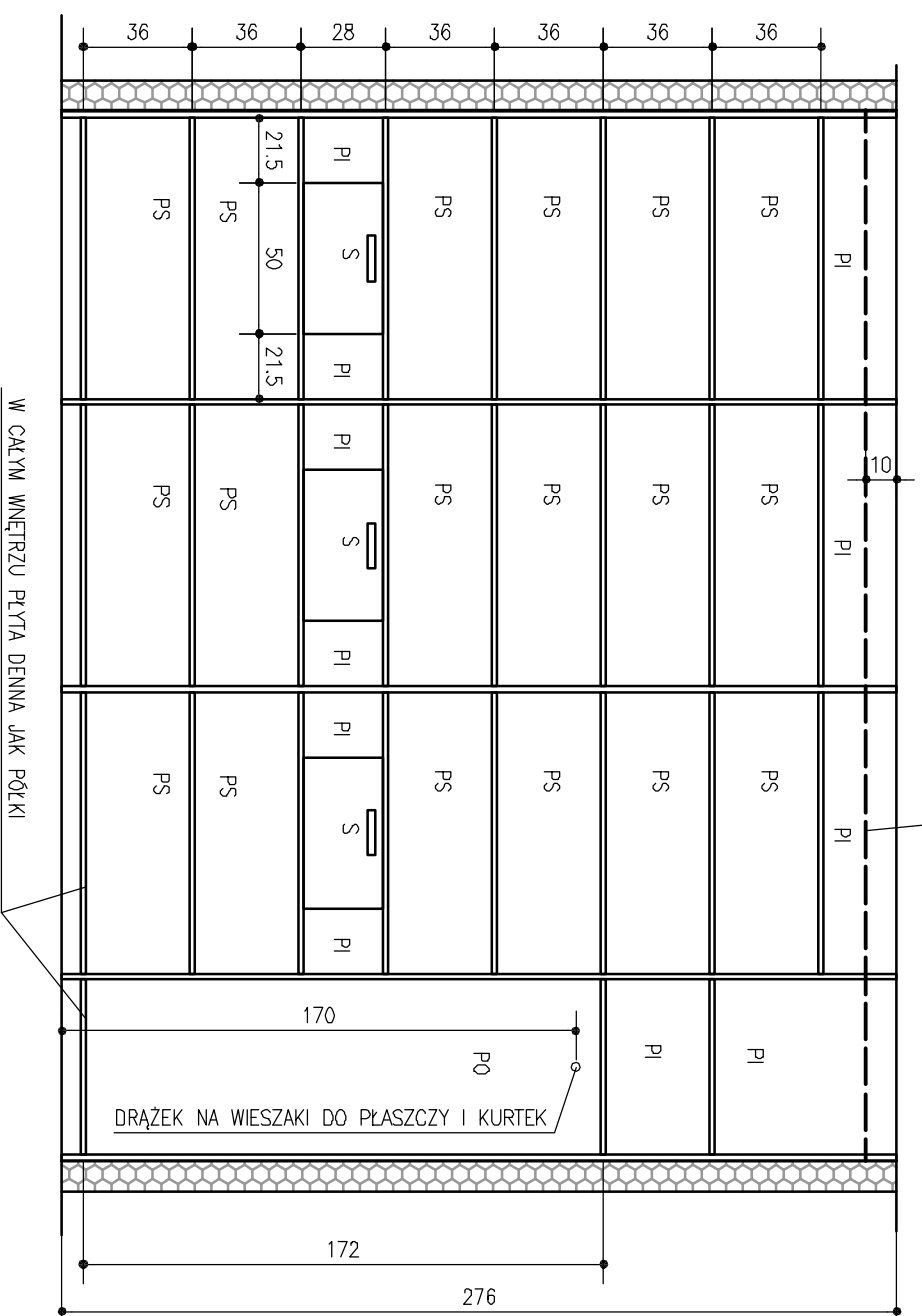 36
36
28
36
36
36
36
21.5
PI
PS
PS
PS
PS
PS
PS
PI
50
S
21.5
PI
10
PI
PS
PS
PS
PS
PS
PS
PI
S
PI
W CAŁYM WNĘTRZU PŁYTA DENNA JAK PÓŁKI
PI
PS
PS
PS
PS
PS
PS
PI
S
PI
170
PO
PI
PI
DRĄŻEK NA WIESZAKI DO PŁASZCZY I KURTEK
172
276